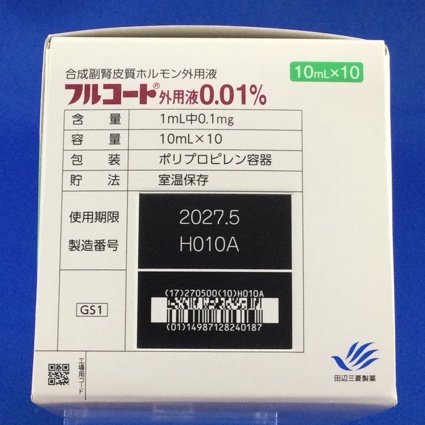 合成副腎皮質ホルモン外用液
10mL×10
フルコート®外用液0.01%
含量 1mL中0.1mg
容量 10mL×10
包装 ポリプロピレン容器
貯法 室温保存
使用期限 2027.5
製造番号 H010A
(17)270500(10)H010A
GS1
(01)14987128240187
工場用コード
田辺三菱製薬